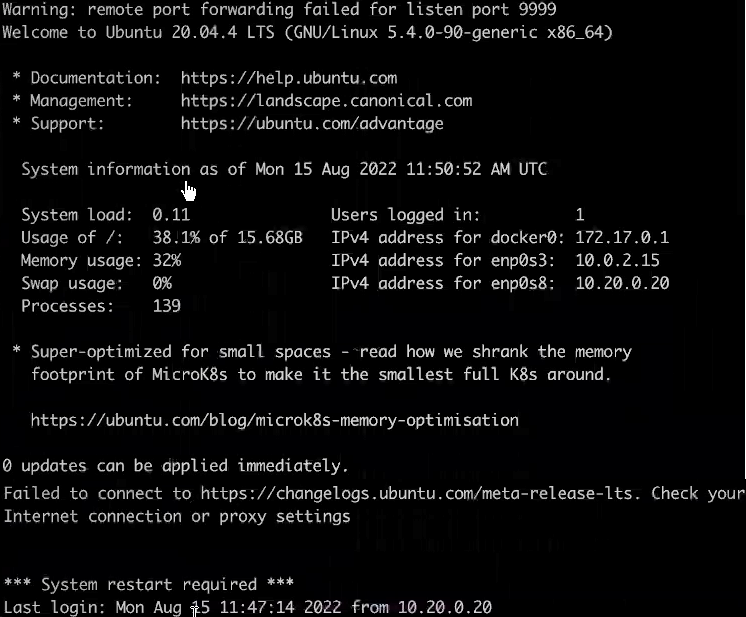 Warning: remote port forwarding failed for listen port 9999
Welcome to Ubuntu 20.04.4 LTS (GNU/Linux 5.4.0-90-generic x86_64)
* Documentation: https://help.ubuntu.com
* Management: https://landscape.canonical.com
* Support: https://ubuntu.com/advantage
System information as of Mon 15 Aug 2022 11:50:52 AM UTC
System load: 0.11 Users logged in: 1
Usage of /: 38.1% of 15.68GB IPv4 address for docker0: 172.17.0.1
Memory usage: 32% IPv4 address for enp0s3: 10.0.2.15
Swap usage: 0% IPv4 address for enp0s8: 10.20.0.20
Processes: 139
* Super-optimized for small spaces - read how we shrank the memory
footprint of MicroK8s to make it the smallest full K8s around.
https://ubuntu.com/blog/microk8s-memory-optimisation
0 updates can be applied immediately.
Failed to connect to https://changelogs.ubuntu.com/meta-release-lts. Check your
Internet connection or proxy settings
*** System restart required ***
Last login: Mon Aug 15 11:47:14 2022 from 10.20.0.20